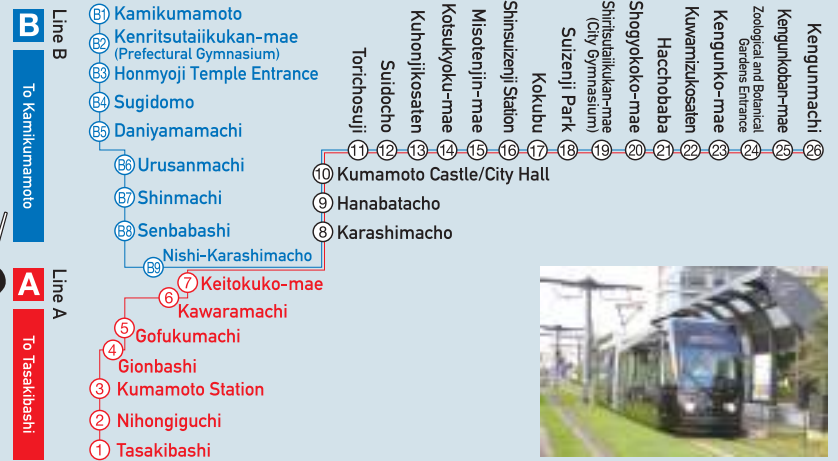 B
Line B
To Kamikumamoto
B1 Kamikumamoto
B2 Kenritsutaiikukan-mae
(Prefectural Gymnasium)
B3 Honmyoji Temple Entrance
B4 Sugidomo
B5 Daniyamamachi
B6 Urusanmachi
B7 Shinmachi
B8 Senbabashi
B9 Nishi-Karashimacho
A
Line A
To Tasakibashi
7 Keitokuko-mae
6 Kawaramachi
5 Gofukumachi
4 Gionbashi
3 Kumamoto Station
2 Nihongiguchi
1 Tasakibashi
10 Kumamoto Castle/City Hall
9 Hanabatacho
8 Karashimacho
11 Torichosuji
12 Suidocho
13 Kuhonjikosaten
14 Kotsukyoku-mae
15 Misotenjin-mae
16 Shinsuizenji Station
17 Kokubu
18 Suizenji Park
19 Shiritsutaiikukan-mae
(City Gymnasium)
20 Shogyokoko-mae
21 Hacchobaba
22 Kuwamizukosaten
23 Kengunko-mae
24 Zoological and Botanical
Gardens Entrance
25 Kengunkoban-mae
26 Kengunmachi